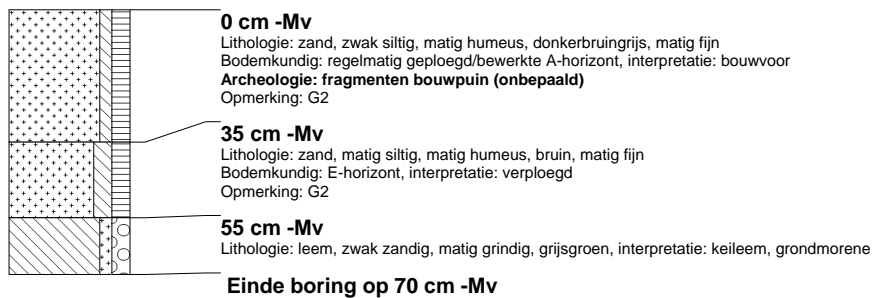 0 cm -Mv
Lithologie: zand, zwak siltig, matig humeus, donkerbruingrijs, matig fijn
Bodemkundig: regelmatig geploegd/bewerkte A-horizont, interpretatie: bouwvoor
Archeologie: fragmenten bouwpuin (onbepaald)
Opmerking: G2
35 cm -Mv
Lithologie: zand, matig siltig, matig humeus, bruin, matig fijn
Bodemkundig: E-horizont, interpretatie: verploegd
Opmerking: G2
55 cm -Mv
Lithologie: leem, zwak zandig, matig grindig, grijsgroen, interpretatie: keileem, grondmorene
Einde boring op 70 cm -Mv